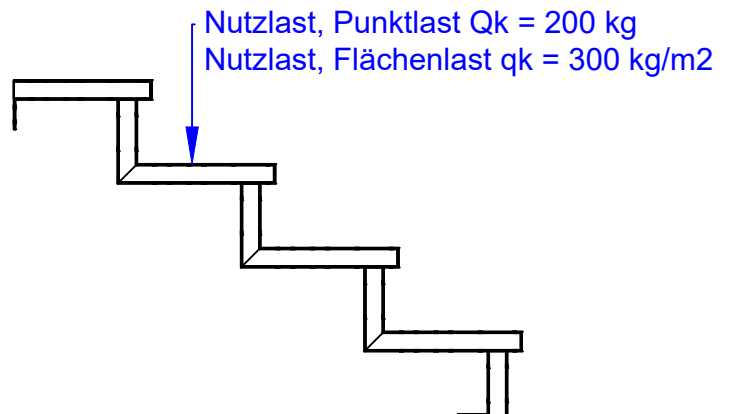 Nutzlast, Punktlast Qk = 200 kg
Nutzlast, Flächenlast qk = 300 kg/m2